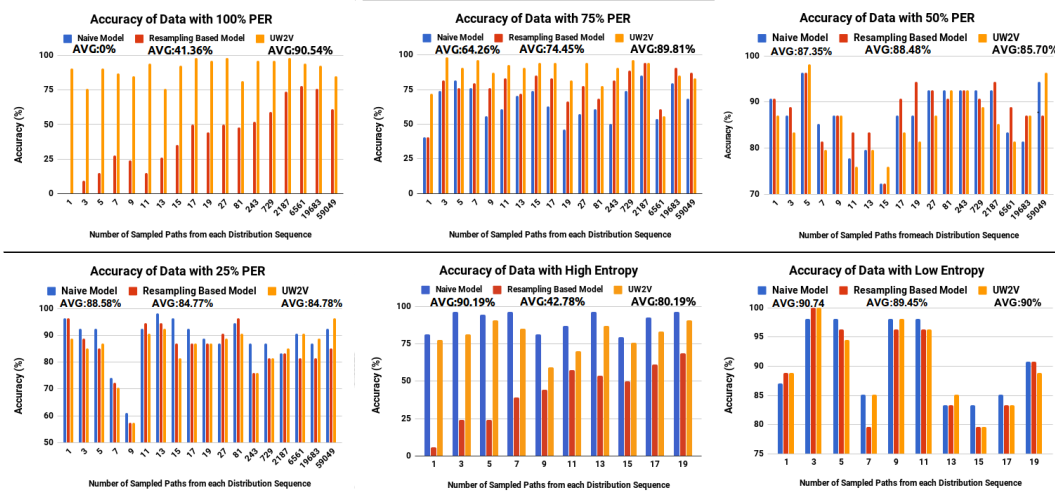 Accuracy of Data with 100% PER
Naive Model Resampling Based Model UW2V
AVG:0% AVG:41.36% AVG:90.54%
Accuracy (%)
100
75
50
25
0
1 3 5 7 9 11 13 15 17 19 27 81 243 729 2187 6561 19683 59049
Number of Sampled Paths from each Distribution Sequence
Accuracy of Data with 75% PER
Naive Model Resampling Based Model UW2V
AVG:64.26% AVG:74.45% AVG:89.81%
Accuracy (%)
100
75
50
25
0
1 3 5 7 9 11 13 15 17 19 27 81 243 729 2187 6561 19683 59049
Number of Sampled Paths from each Distribution Sequence
Accuracy of Data with 50% PER
Naive Model Resampling Based Model UW2V
AVG:87.35% AVG:88.48% AVG:85.70%
Accuracy (%)
100
90
80
70
1 3 5 7 9 11 13 15 17 19 27 81 243 729 2187 6561 19683 59049
Number of Sampled Paths fromeach Distribution Sequence
Accuracy of Data with 25% PER
Naive Model Resampling Based Model UW2V
AVG:88.58% AVG:84.77% AVG:84.78%
Accuracy (%)
100
90
80
70
60
50
1 3 5 7 9 11 13 15 17 19 27 81 243 729 2187 6561 19683 59049
Number of Sampled Paths from each Distribution Sequence
Accuracy of Data with High Entropy
Naive Model Resampling Based Model UW2V
AVG:90.19% AVG:42.78% AVG:80.19%
Accuracy (%)
100
75
50
25
0
1 3 5 7 9 11 13 15 17 19
Number of Sampled Paths from each Distribution Sequence
Accuracy of Data with Low Entropy
Naive Model Resampling Based Model UW2V
AVG:90.74 AVG:89.45% AVG:90%
Accuracy (%)
100
95
90
85
80
75
1 3 5 7 9 11 13 15 17 19
Number of Sampled Paths from each Distribution Sequence